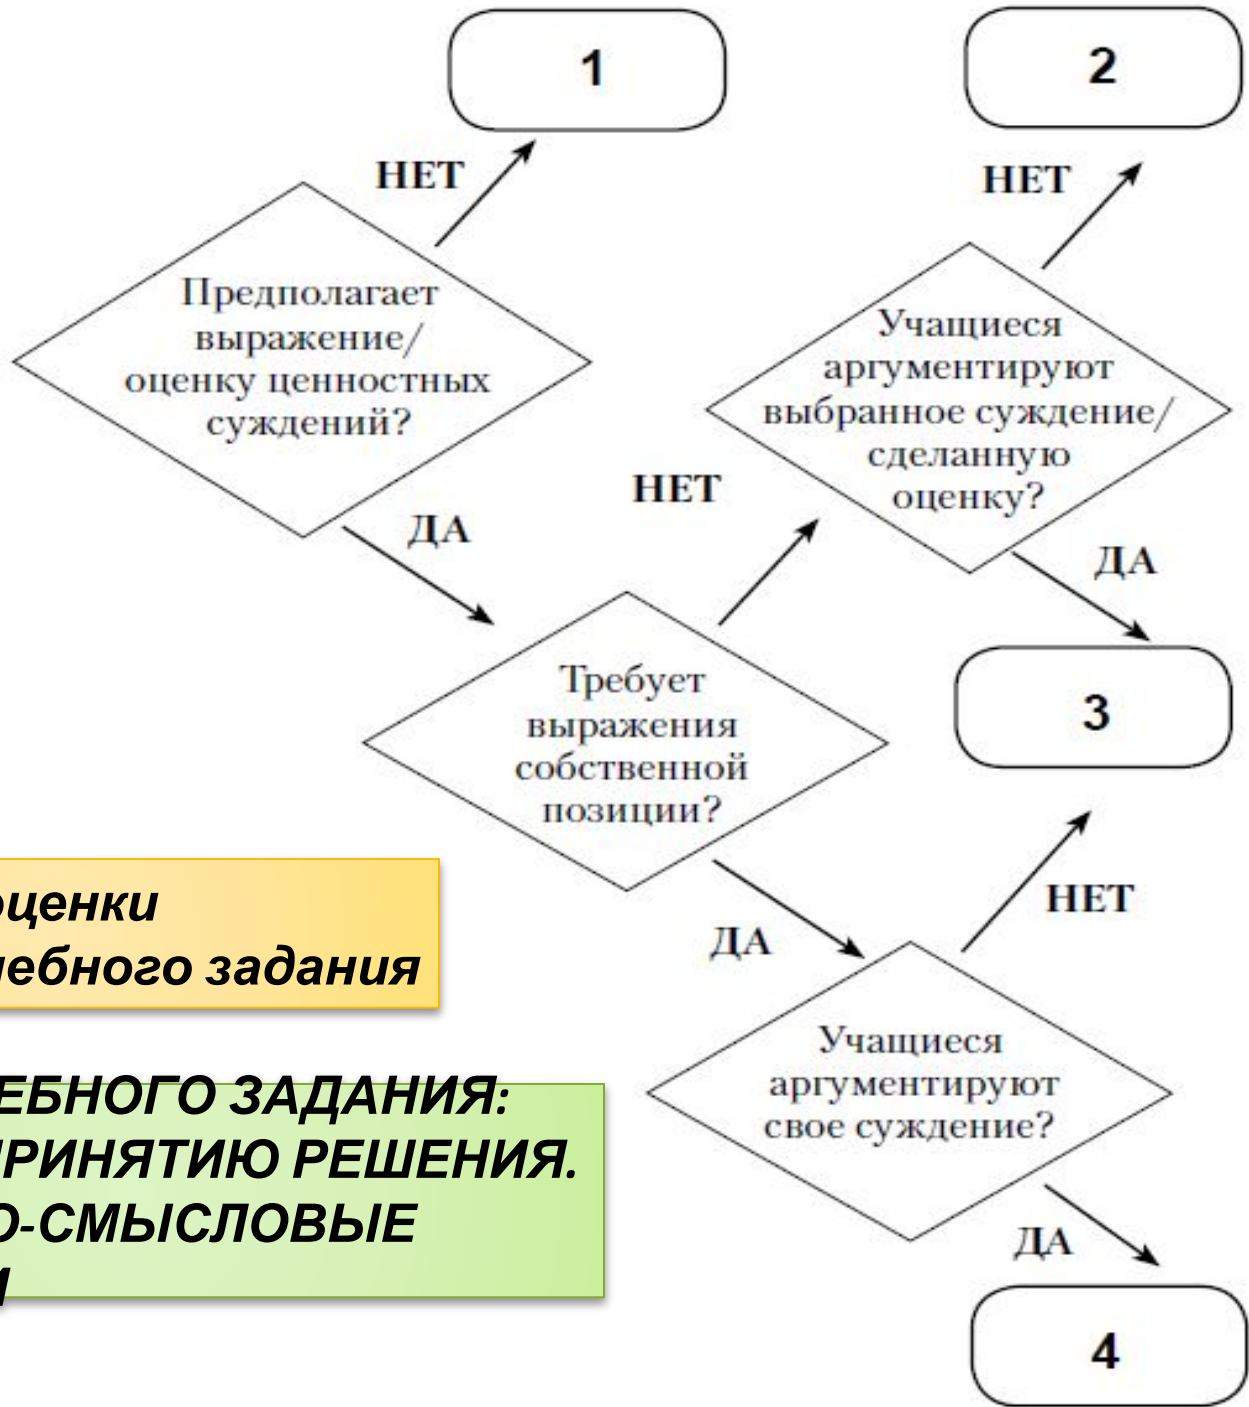 1
2
НЕТ
НЕТ
Предполагает
выражение/
оценку ценностных
суждений?
Учащиеся
аргументируют
выбранное суждение/
сделанную
оценку?
НЕТ
ДА
ДА
Требует
выражения
собственной
позиции?
3
НЕТ
ДА
оценки
чебного задания
Учащиеся
аргументируют
свое суждение?
ЕБНОГО ЗАДАНИЯ:
РИНЯТИЮ РЕШЕНИЯ.
О-СМЫСЛОВЫЕ
ДА
4